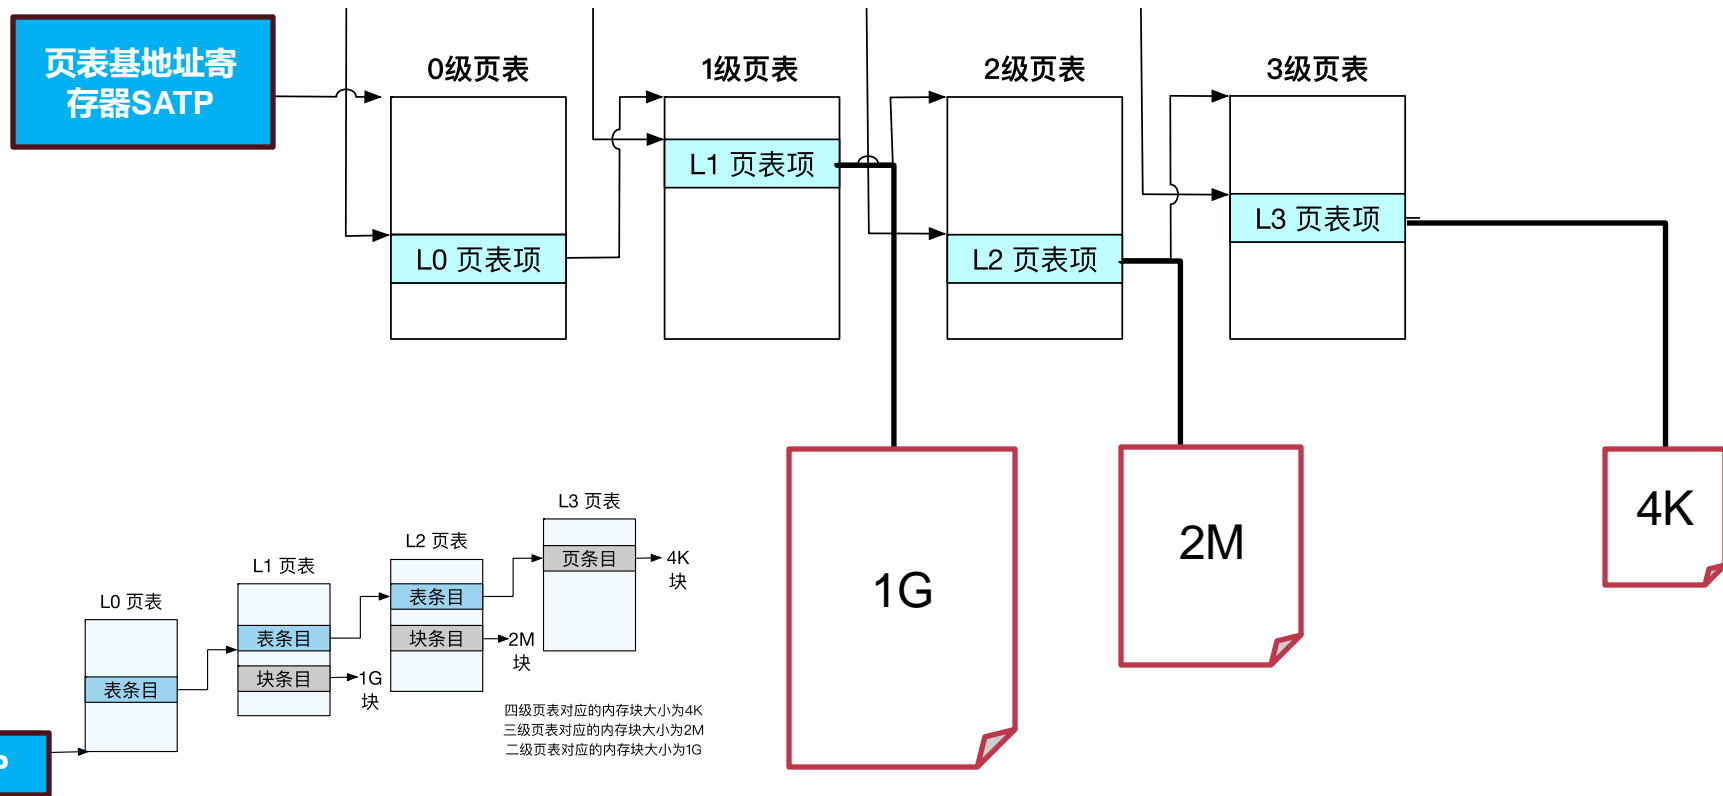 页表基地址寄
存器SATP
0级页表
1级页表
2级页表
3级页表
L1 页表项
L3 页表项
L0 页表项
L2 页表项
1G
2M
4K
L3 页表
页条目
4K
块
L2 页表
表条目
块条目
2M
块
L1 页表
表条目
块条目
1G
块
L0 页表
表条目
四级页表对应的内存块大小为4K
三级页表对应的内存块大小为2M
二级页表对应的内存块大小为1G
P